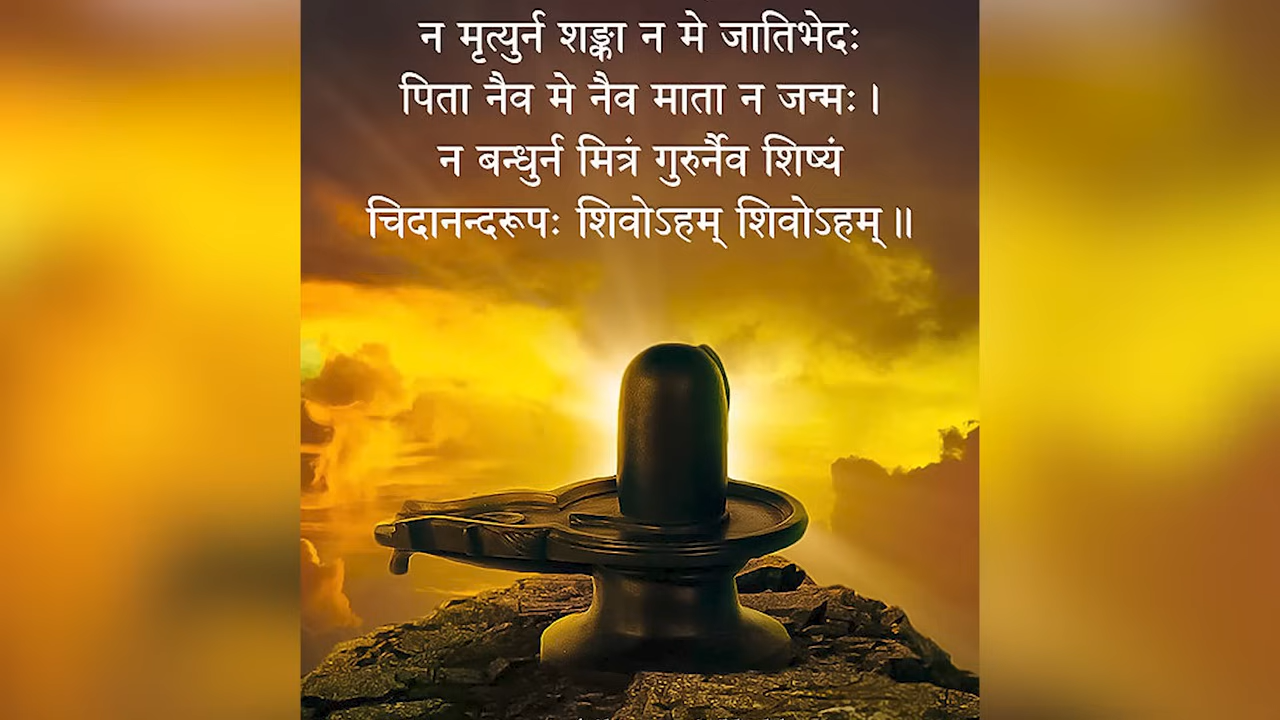 न मृत्युर्न शङ्का न मे जातिभेदः
पिता नैव मे नैव माता न जन्मः ।
न बन्धुर्न मित्रं गुरुर्नैव शिष्यं
चिदानन्दरूपः शिवोऽहम् शिवोऽहम् ॥